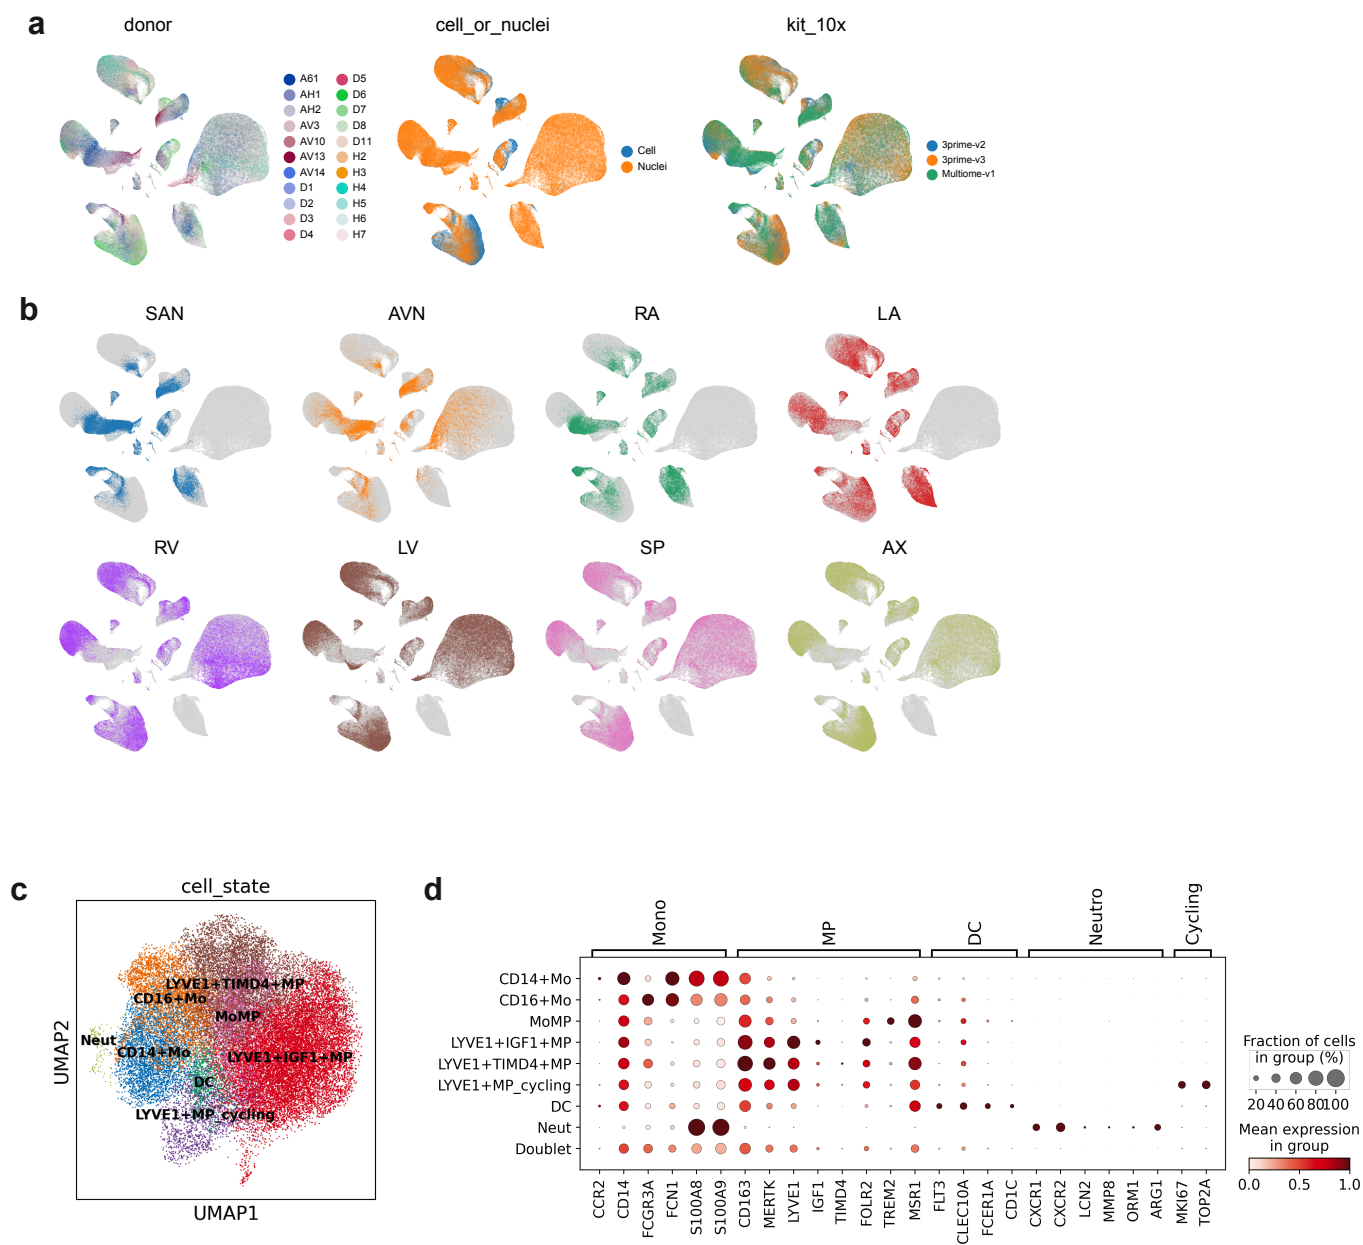 a
donor
cell_or_nuclei
kit_10x
A61
AH1
AH2
AV3
AV10
AV13
AV14
D1
D2
D3
D4
D5
D6
D7
D8
D11
H2
H3
H4
H5
H6
H7
Cell
Nuclei
3prime-v2
3prime-v3
Multiome-v1
b
SAN
AVN
RA
LA
RV
LV
SP
AX
c
cell_state
LYVE1+TIMD4+MP
CD16+Mo
MoMP
Neut
CD14+Mo
LYVE1+IGF1+MP
DC
LYVE1+MP_cycling
UMAP2
UMAP1
d
Mono
MP
DC
Neutro
Cycling
CD14+Mo
CD16+Mo
MoMP
LYVE1+IGF1+MP
LYVE1+TIMD4+MP
LYVE1+MP_cycling
DC
Neut
Doublet
CCR2
CD14
FCGR3A
FCN1
S100A8
S100A9
CD163
MERTK
LYVE1
IGF1
TIMD4
FOLR2
TREM2
MSR1
FLT3
CLEC10A
FCER1A
CD1C
CXCR1
CXCR2
LCN2
MMP8
ORM1
ARG1
MKI67
TOP2A
Fraction of cells
in group (%)
20 40 60 80 100
Mean expression
in group
0.0 0.5 1.0